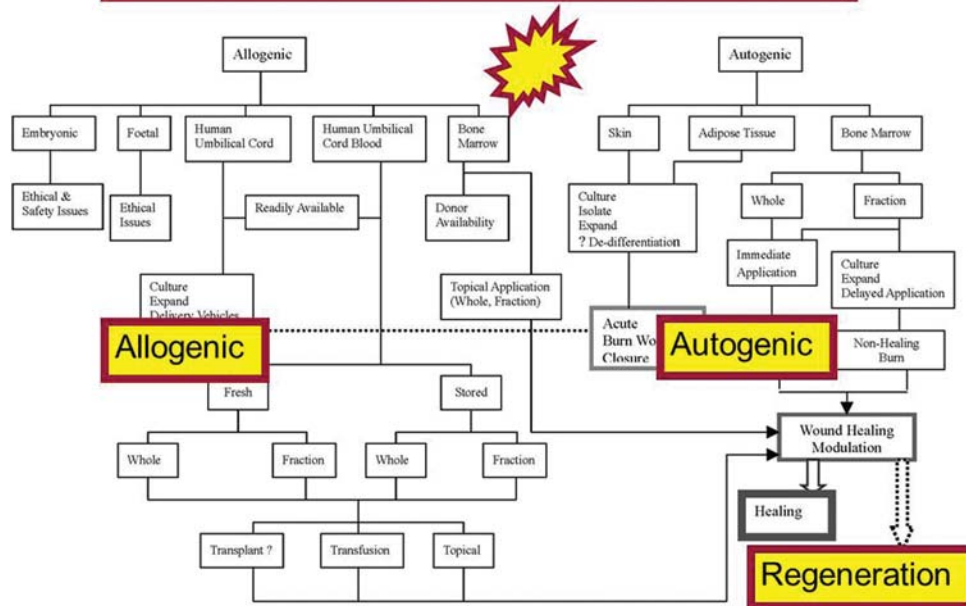 Allogenic
Autogenic
Embryonic
Foetal
Human
Umbilical Cord
Human Umbilical
Cord Blood
Bone
Marrow
Skin
Adipose Tissue
Bone Marrow
Ethical &
Safety Issues
Ethical
Issues
Readily Available
Donor
Availability
Culture
Isolate
Expand
? De-differentiation
Whole
Fraction
Immediate
Application
Culture
Expand
Delayed Application
Culture
Expand
Delivery Vehicles
Topical Application
(Whole, Fraction)
Allogenic
Acute
Burn Wo
Closure
Autogenic
Non-Healing
Burn
Fresh
Stored
Whole
Fraction
Whole
Fraction
Wound Healing
Modulation
Healing
Transplant ?
Transfusion
Topical
Regeneration